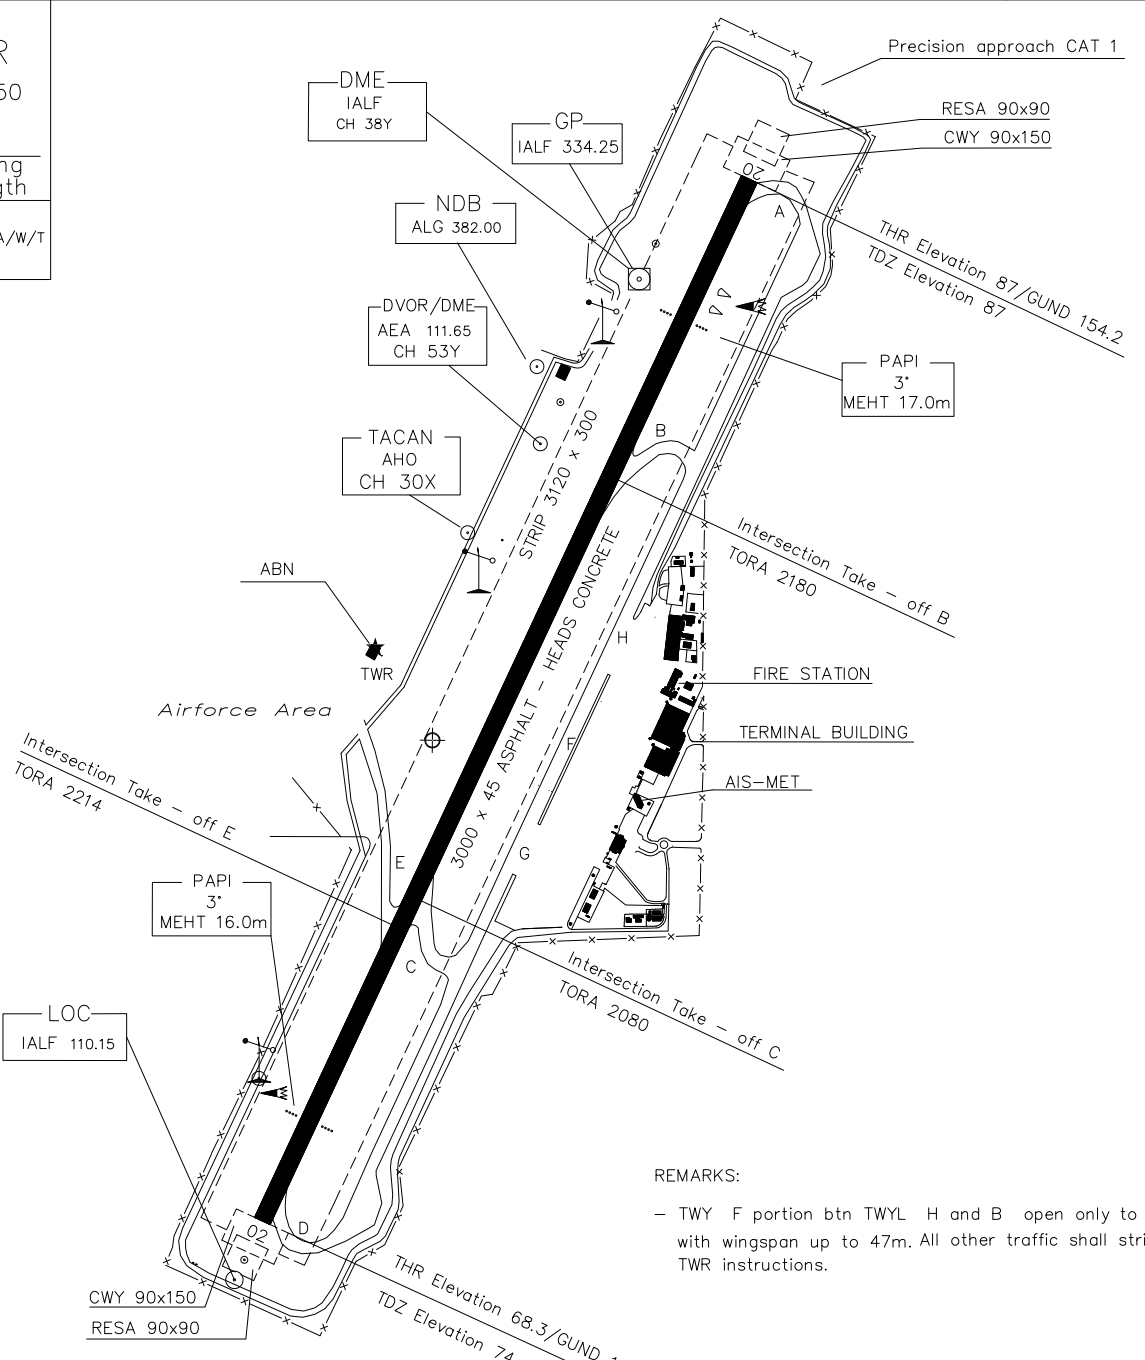 R
50
ng
gth
A/W/T
Precision approach CAT 1
DME
IALF
CH 38Y
GP
IALF 334.25
RESA 90x90
CWY 90x150
NDB
ALG 382.00
20
A
THR Elevation 87/GUND 154.2
TDZ Elevation 87
DVOR/DME
AEA 111.65
CH 53Y
PAPI
3°
MEHT 17.0m
B
STRIP 3120 x 300
TACAN
AHO
CH 30X
Intersection Take - off B
TORA 2180
ABN
TWR
H
FIRE STATION
Airforce Area
F
TERMINAL BUILDING
3000 x 45 ASPHALT - HEADS CONCRETE
AIS-MET
Intersection Take - off E
TORA 2214
E
G
PAPI
3°
MEHT 16.0m
C
Intersection Take - off C
TORA 2080
LOC
IALF 110.15
02
D
THR Elevation 68.3/GUND 1
TDZ Elevation 74
CWY 90x150
RESA 90x90
REMARKS:
- TWY F portion btn TWYL H and B open only to
with wingspan up to 47m. All other traffic shall stri
TWR instructions.